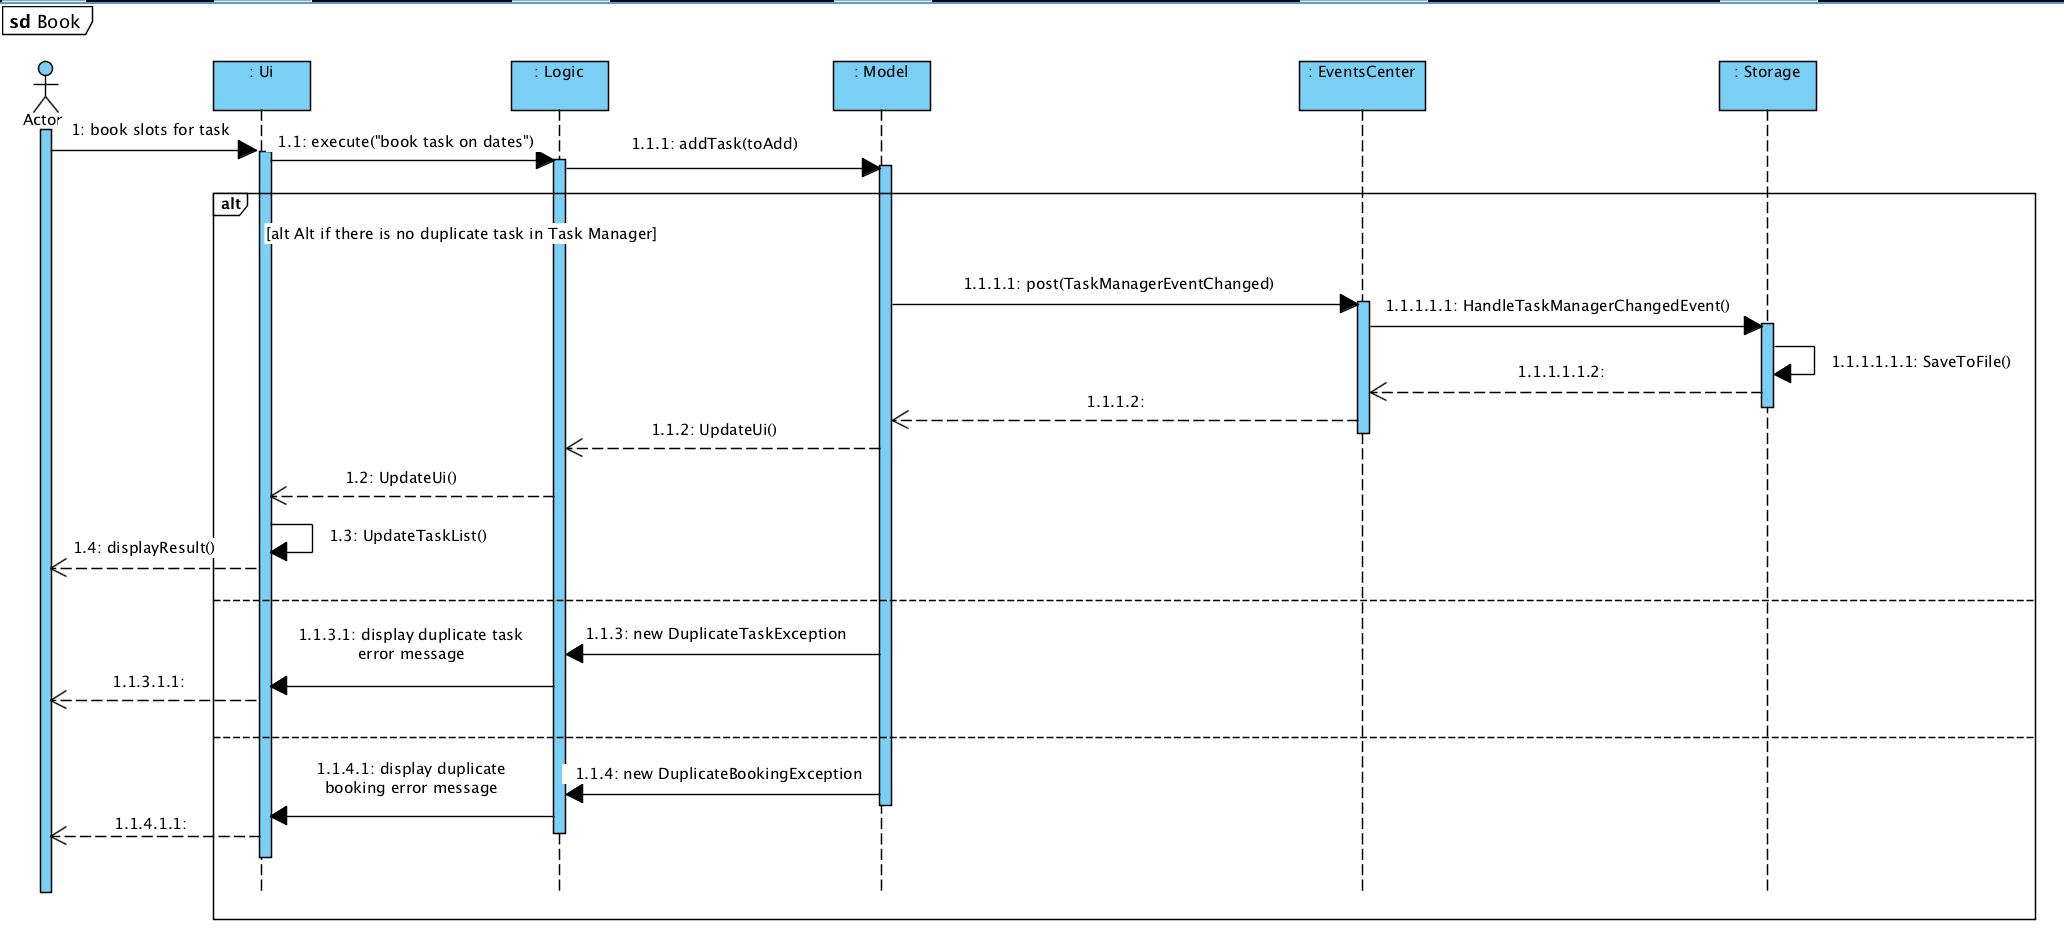 sd Book
: Ui
: Logic
: Model
: EventsCenter
: Storage
Actor
1: book slots for task
1.1: execute("book task on dates")
1.1.1: addTask(toAdd)
alt
[alt Alt if there is no duplicate task in Task Manager]
1.1.1.1: post(TaskManagerEventChanged)
1.1.1.1.1: HandleTaskManagerChangedEvent()
1.1.1.1.1.1: SaveToFile()
1.1.1.1.1.2:
1.1.1.2:
1.1.2: UpdateUi()
1.2: UpdateUi()
1.3: UpdateTaskList()
1.4: displayResult()
1.1.3: new DuplicateTaskException
1.1.3.1: display duplicate task
error message
1.1.3.1.1:
1.1.4: new DuplicateBookingException
1.1.4.1: display duplicate
booking error message
1.1.4.1.1: